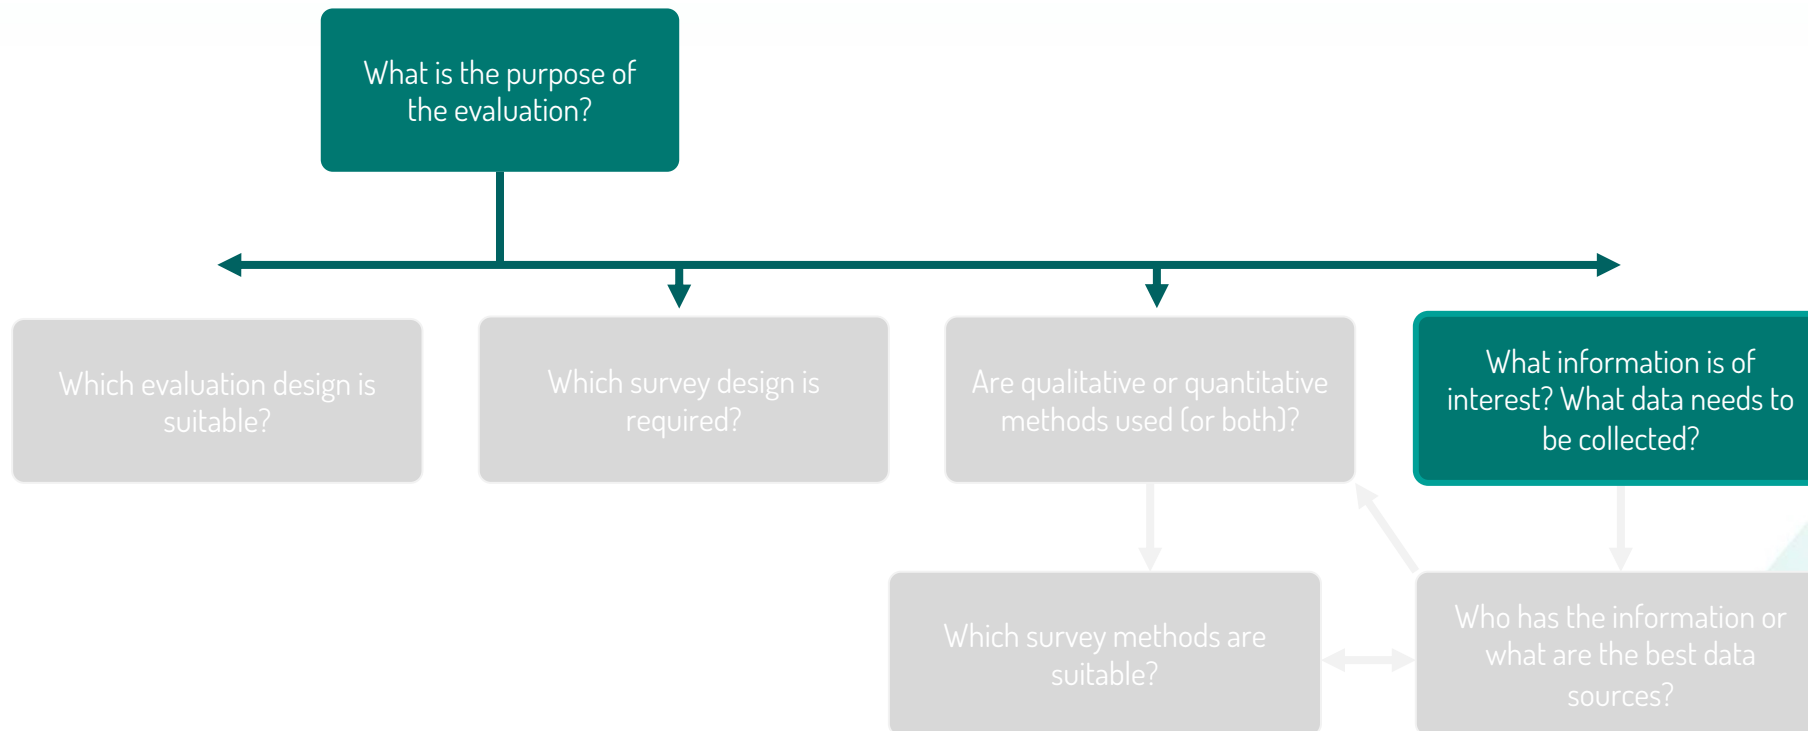 What is the purpose of
the evaluation?
Which evaluation design is
suitable?
Which survey design is
required?
Are qualitative or quantitative
methods used (or both)?
What information is of
interest? What data needs to
be collected?
Which survey methods are
suitable?
Who has the information or
what are the best data
sources?